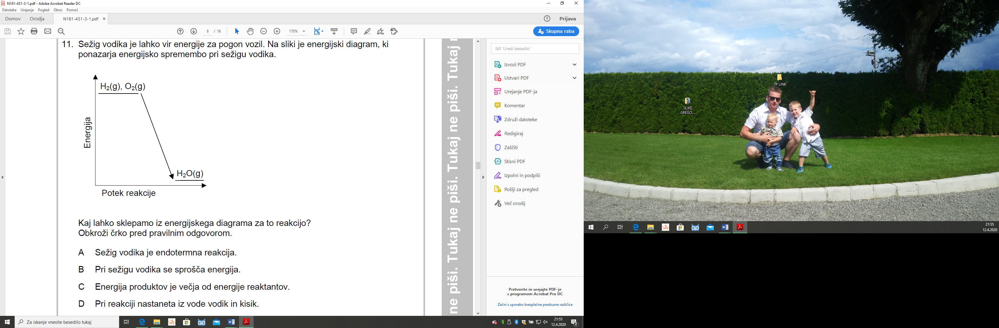 N181-431-3-1.pdf - Adobe Acrobat Reader DC
Datoteka Urejanje Pogled Okno Pomoč
Domov Orodja N181-431-3-1.pdf × Prijava
8 / 16 170% Skupna raba
11. Sežig vodika je lahko vir energije za pogon vozil. Na sliki je energijski diagram, ki
ponazarja energijsko spremembo pri sežigu vodika.
H₂(g), O₂(g)
Energija
H₂O(g)
Potek reakcije
Kaj lahko sklepamo iz energijskega diagrama za to reakcijo?
Obkroži črko pred pravilnim odgovorom.
A Sežig vodika je endotermna reakcija.
B Pri sežigu vodika se sprošča energija.
C Energija produktov je večja od energije reaktantov.
D Pri reakciji nastaneta iz vode vodik in kisik.
ne piši. Tukaj ne piši. Tukaj ne piši. Tukaj
Išči 'Uredi besedilo'
Izvozi PDF
Ustvari PDF
Urejanje PDF-ja
Komentar
Združi datoteke
Redigiraj
Zaščiti
Stisni PDF
Izpolni in podpiši
Pošlji za pregled
Več orodij
Pretvorite in urejajte PDF-je
s programom Acrobat Pro DC
Začni z uporabo brezplačne preskusne različice
Za iskanje vnesite besedilo tukaj
21:55
12.4.2020
2
TP LINK
SLIKE
GREGO...
21:55
12.4.2020